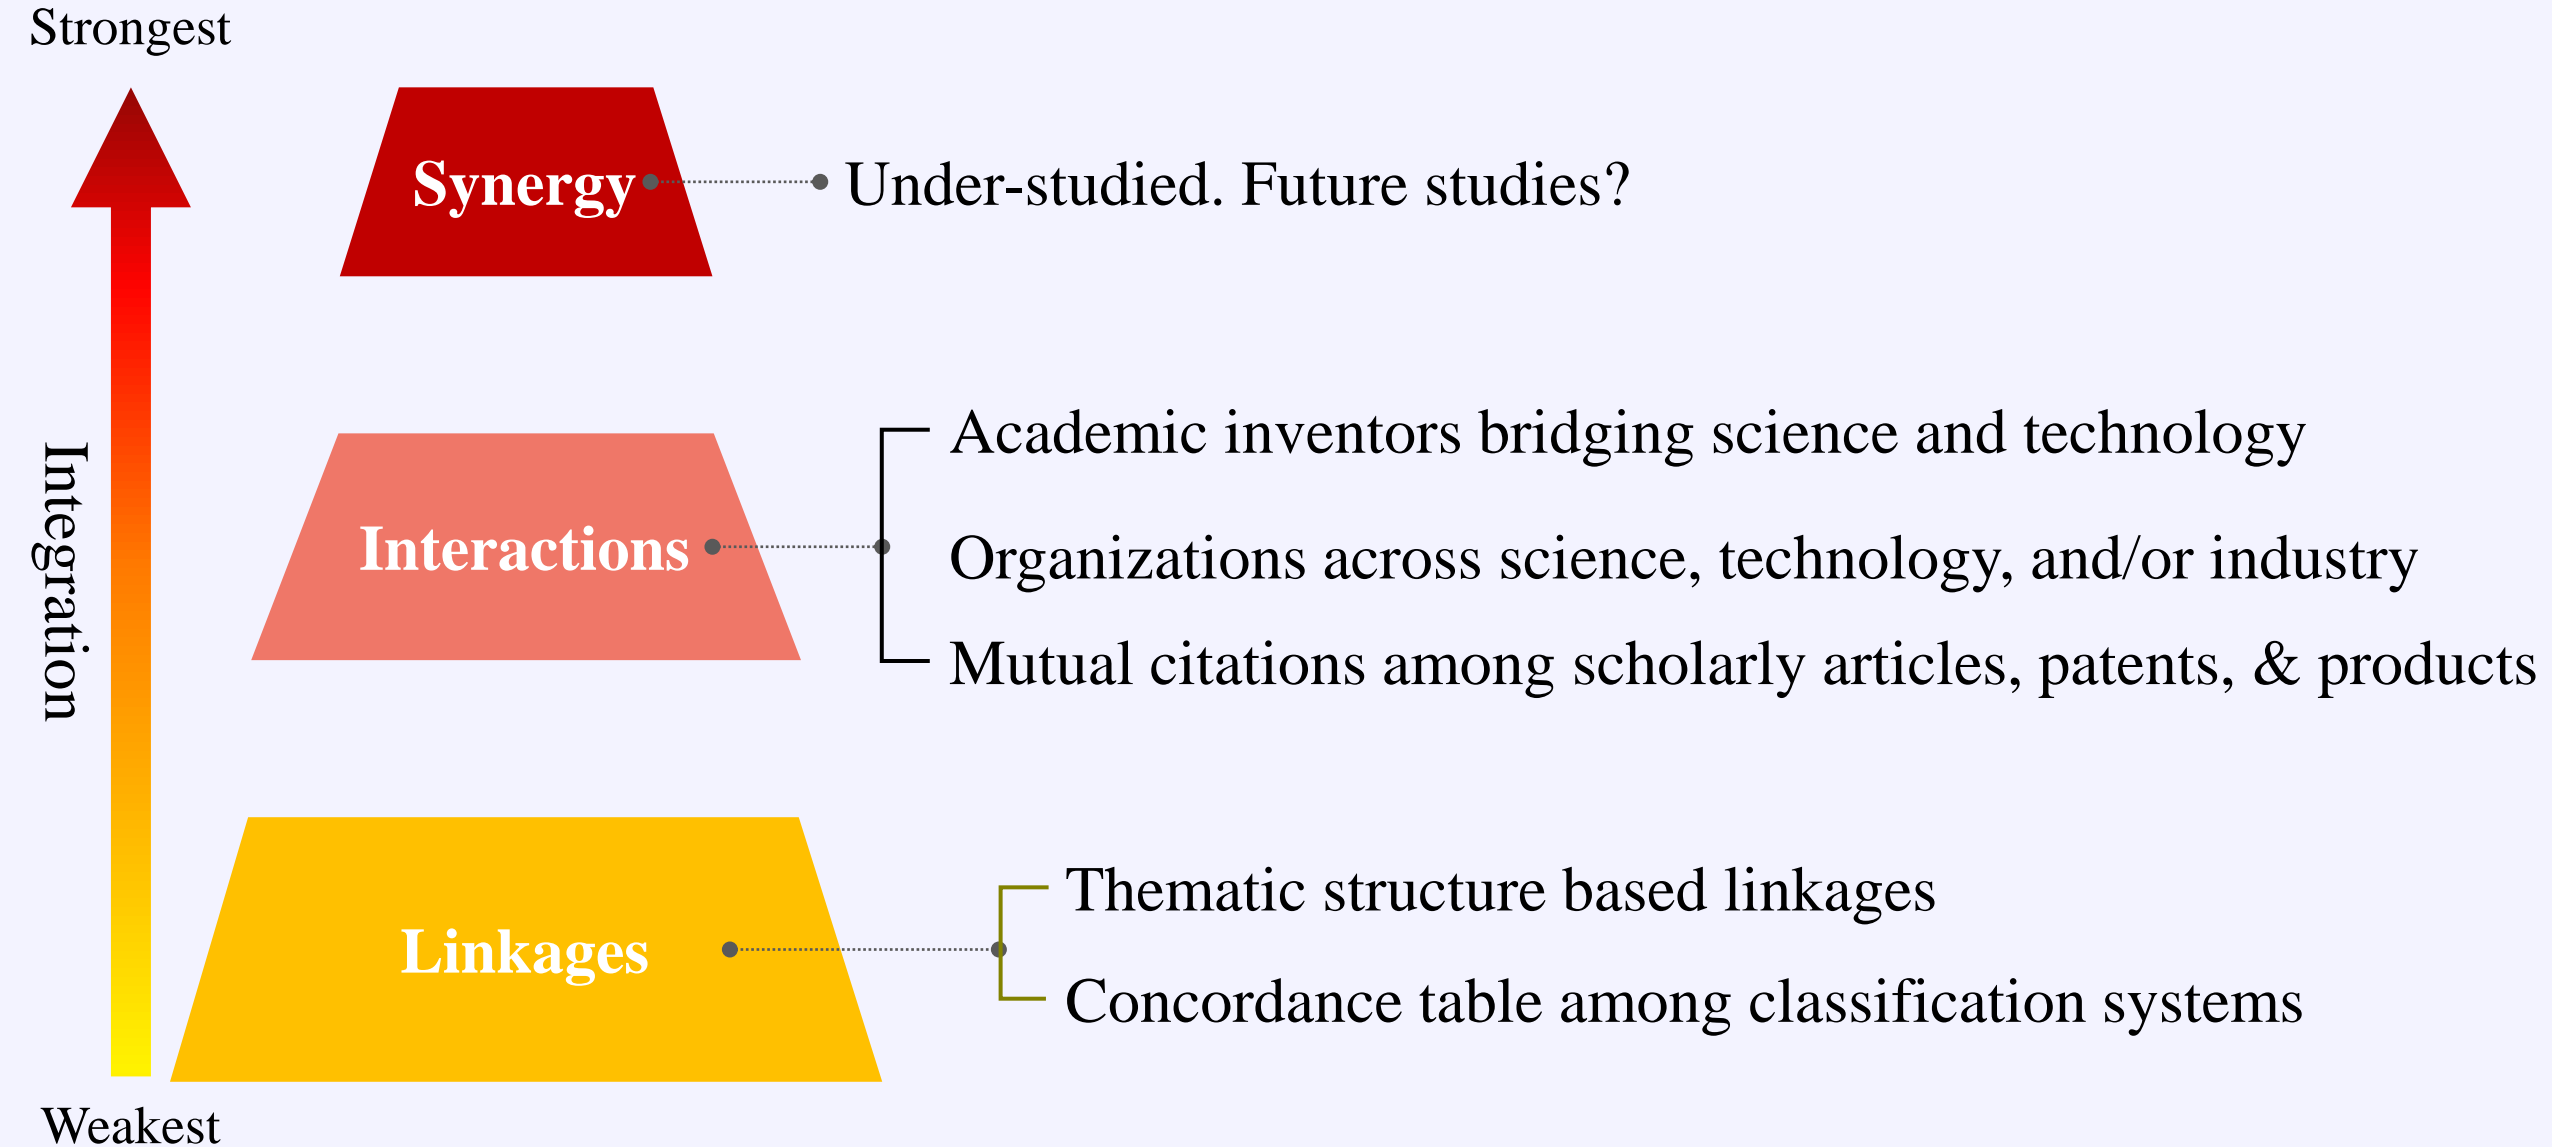 Strongest
Synergy
Under-studied. Future studies?
Integration
Interactions
Academic inventors bridging science and technology
Organizations across science, technology, and/or industry
Mutual citations among scholarly articles, patents, & products
Linkages
Thematic structure based linkages
Concordance table among classification systems
Weakest